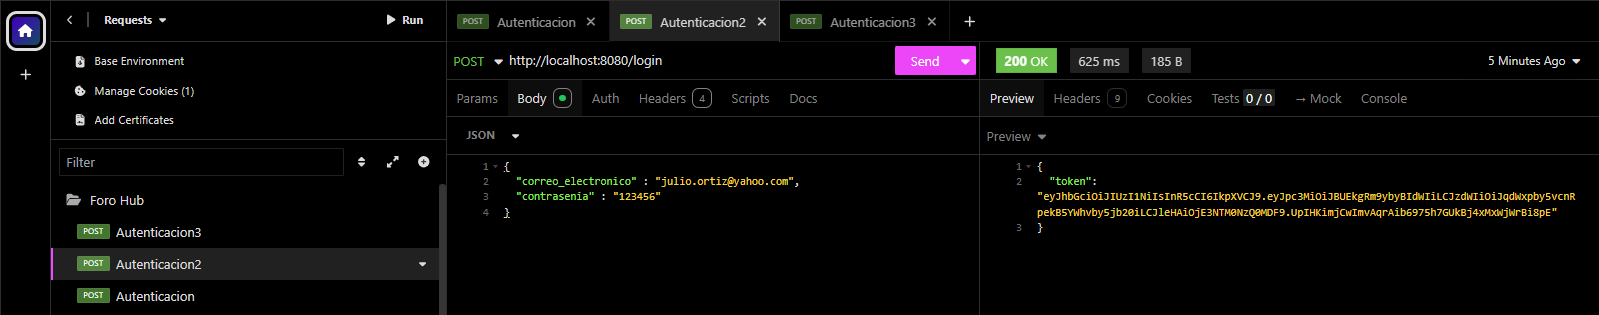 Requests
Run
Base Environment
Manage Cookies (1)
Add Certificates
Filter
Foro Hub
POST Autenticacion3
POST Autenticacion2
POST Autenticacion
POST Autenticacion
POST Autenticacion2
POST Autenticacion3
POST http://localhost:8080/login
Send
Params Body Auth Headers 4 Scripts Docs
JSON
1 {
2 "correo_electronico" : "julio.ortiz@yahoo.com",
3 "contrasenia" : "123456"
4 }
200 OK 625 ms 185 B 5 Minutes Ago
Preview Headers 9 Cookies Tests 0 / 0 → Mock Console
Preview
1 {
2 "token":
"eyJhbGciOiJIUzI1NiIsInR5cCI6IkpXVCJ9.eyJpc3MiOiJBUEkgRm9ybyBIdWIiLCJzdWIiOiJqdWxpby5vcnR
pekB5YWhvby5jb20iLCJleHAiOjE3NTM0NzQ0MDF9.UpIHKimjCwImvAqrAib6975h7GUkBj4xMxWjWrBi8pE"
3 }